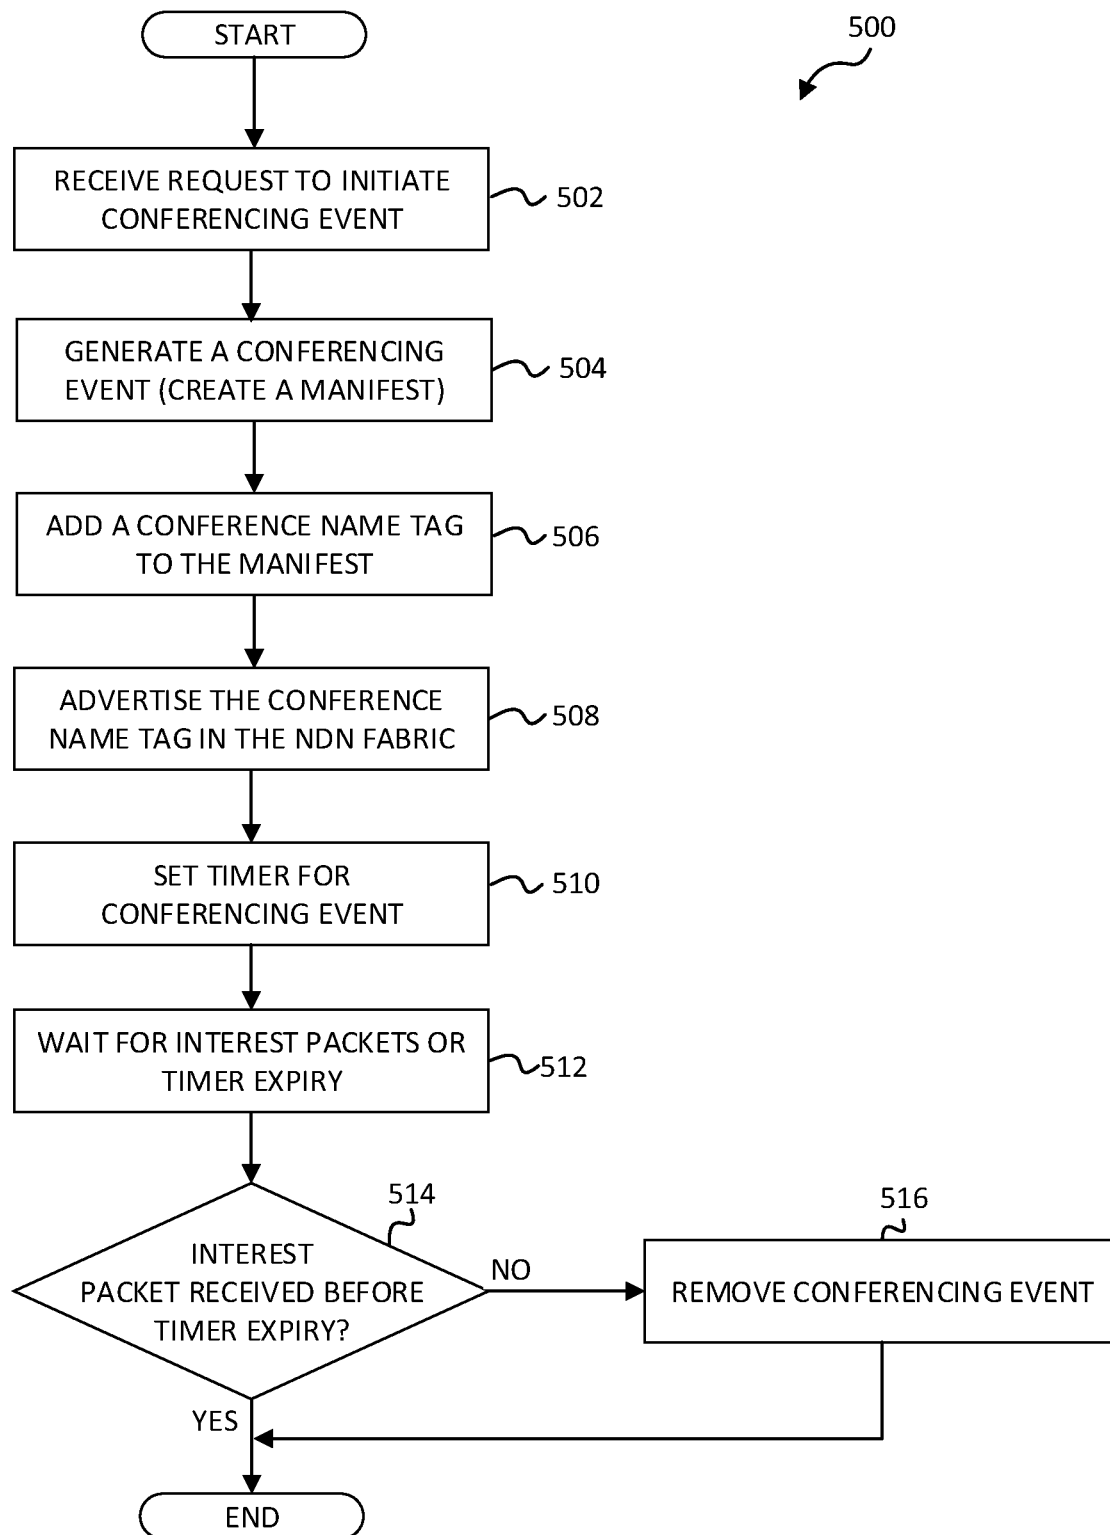 START
500
RECEIVE REQUEST TO INITIATE
CONFERENCING EVENT
502
GENERATE A CONFERENCING
EVENT (CREATE A MANIFEST)
504
ADD A CONFERENCE NAME TAG
TO THE MANIFEST
506
ADVERTISE THE CONFERENCE
NAME TAG IN THE NDN FABRIC
508
SET TIMER FOR
CONFERENCING EVENT
510
WAIT FOR INTEREST PACKETS OR
TIMER EXPIRY
512
514
INTEREST
PACKET RECEIVED BEFORE
TIMER EXPIRY?
NO
516
REMOVE CONFERENCING EVENT
YES
END